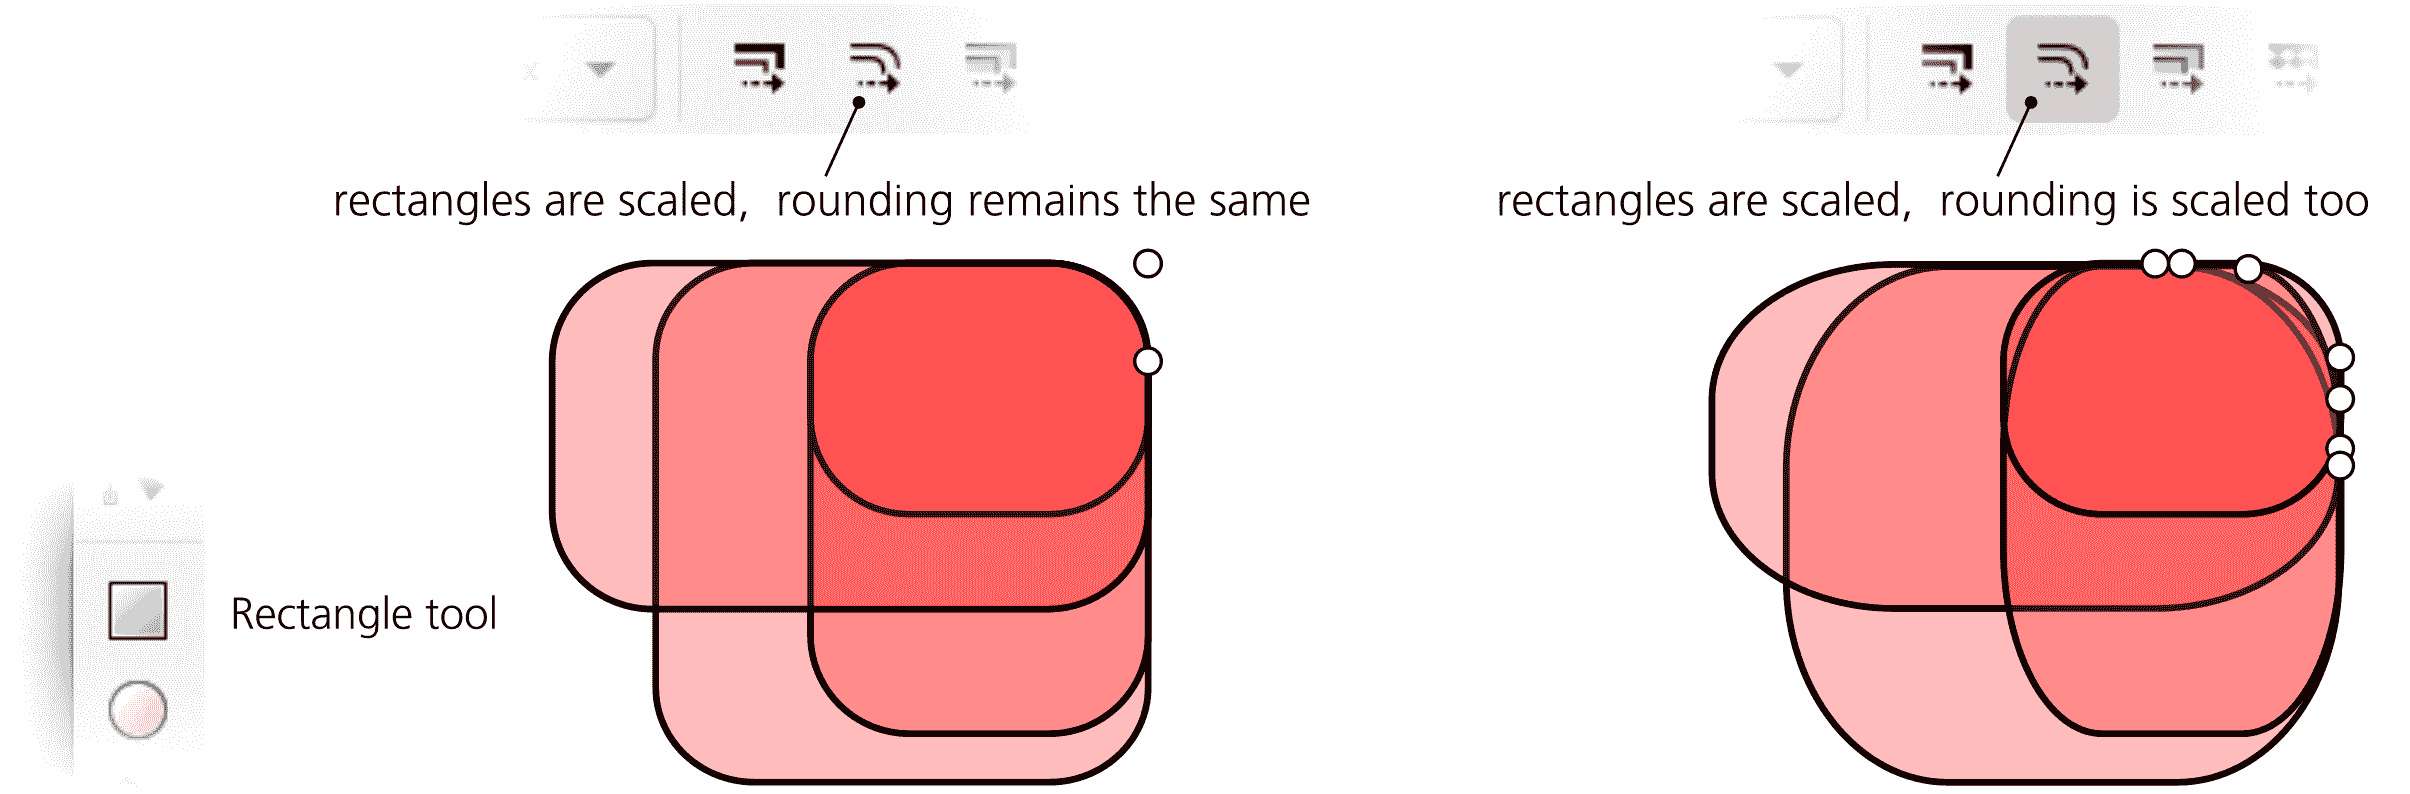 rectangles are scaled, rounding remains the same
rectangles are scaled, rounding is scaled too
Rectangle tool